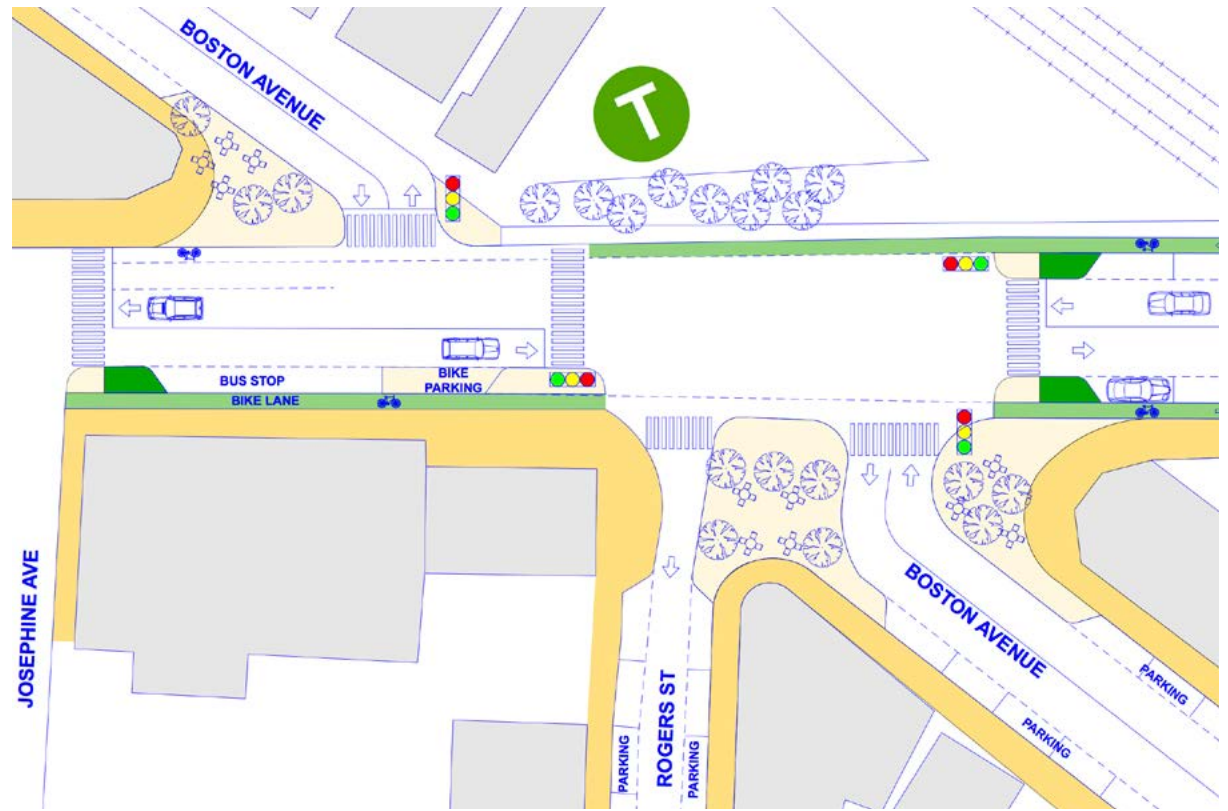 BOSTON AVENUE
T
BUS STOP
BIKE
PARKING
BIKE LANE
JOSEPHINE AVE
ROGERS ST
PARKING
PARKING
BOSTON AVENUE
PARKING
PARKING